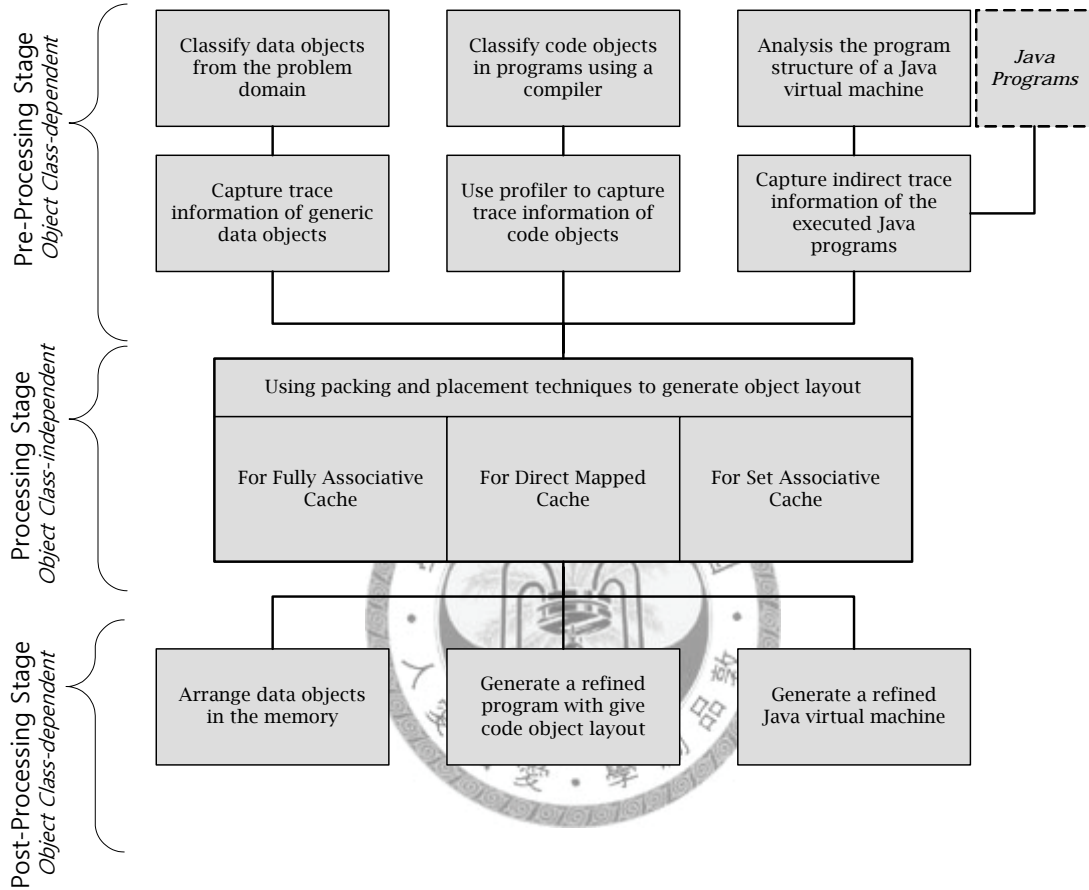 Pre-Processing Stage
Object Class-dependent
Classify data objects
from the problem
domain
Classify code objects
in programs using a
compiler
Analysis the program
structure of a Java
virtual machine
Java
Programs
Capture trace
information of generic
data objects
Use profiler to capture
trace information of
code objects
Capture indirect trace
information of the
executed Java
programs
Processing Stage
Object Class-independent
Using packing and placement techniques to generate object layout
For Fully Associative
Cache
For Direct Mapped
Cache
For Set Associative
Cache
Post-Processing Stage
Object Class-dependent
Arrange data objects
in the memory
Generate a refined
program with give
code object layout
Generate a refined
Java virtual machine
人
愛
學
品
敦